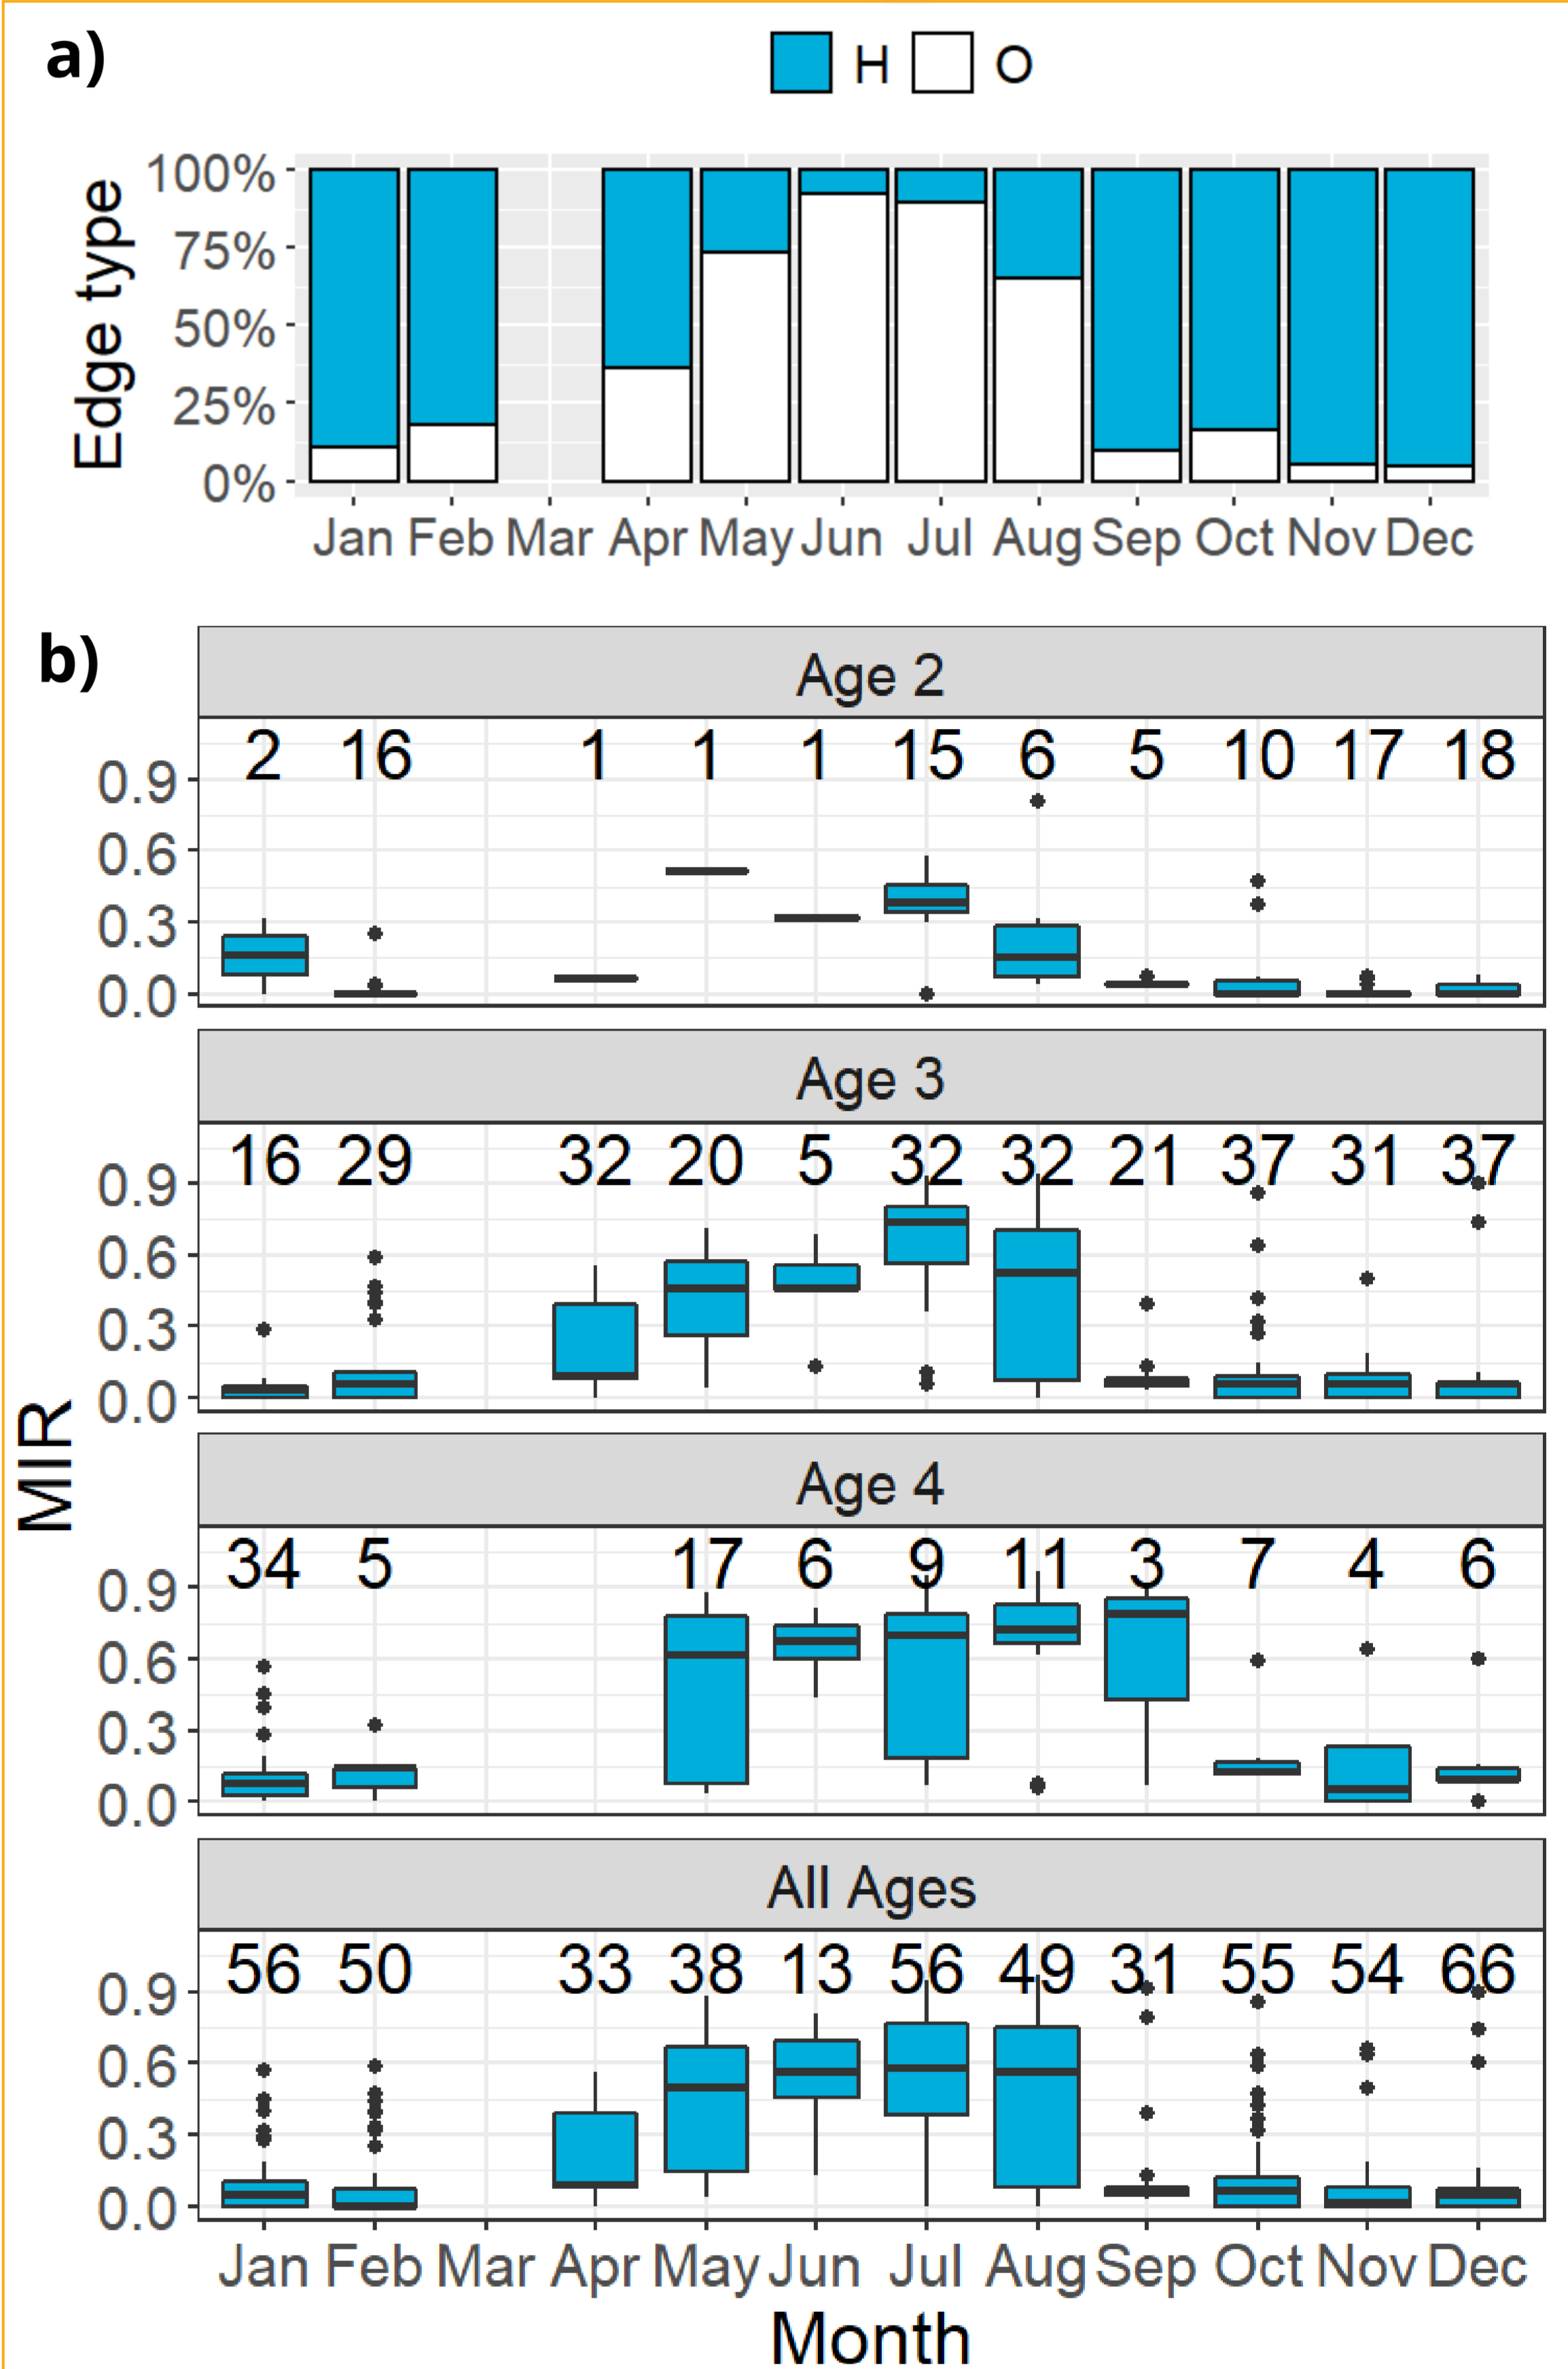 a)
H O
Edge type
100%
75%
50%
25%
0%
Jan Feb Mar Apr May Jun Jul Aug Sep Oct Nov Dec
b)
MIR
Age 2
2 16 1 1 1 15 6 5 10 17 18
0.9
0.6
0.3
0.0
Age 3
16 29 32 20 5 32 32 21 37 31 37
0.9
0.6
0.3
0.0
Age 4
34 5 17 6 9 11 3 7 4 6
0.9
0.6
0.3
0.0
All Ages
56 50 33 38 13 56 49 31 55 54 66
0.9
0.6
0.3
0.0
Jan Feb Mar Apr May Jun Jul Aug Sep Oct Nov Dec
Month